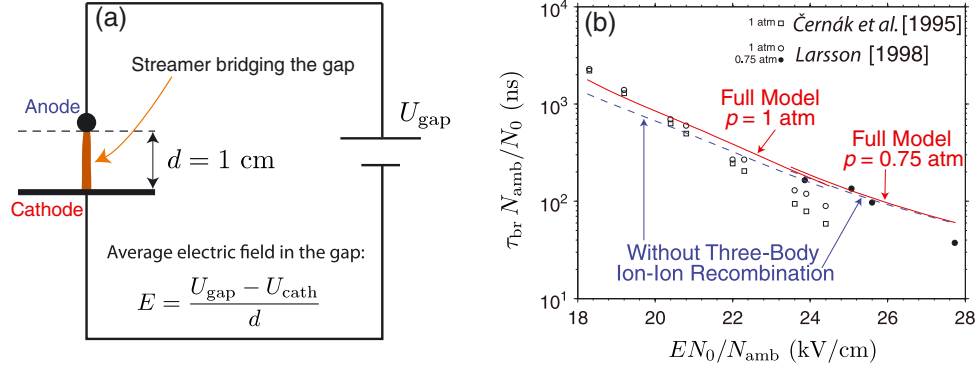 (a)
Streamer bridging the gap
Anode
U_gap
d = 1 cm
Cathode
Average electric field in the gap:
E = (U_gap − U_cath) / d
(b)
1 atm □ Černák et al. [1995]
1 atm ○ Larsson [1998]
0.75 atm ●
Full Model
p = 1 atm
Full Model
p = 0.75 atm
Without Three-Body
Ion-Ion Recombination
τ_br N_amb/N_0 (ns)
10^4
10^3
10^2
10^1
18 20 22 24 26 28
EN_0/N_amb (kV/cm)